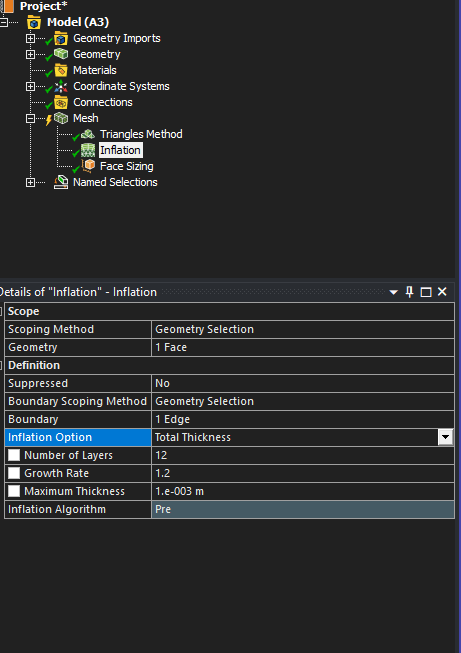 Project*
Model (A3)
Geometry Imports
Geometry
Materials
Coordinate Systems
Connections
Mesh
Triangles Method
Inflation
Face Sizing
Named Selections
Details of "Inflation" - Inflation
Scope
Scoping Method Geometry Selection
Geometry 1 Face
Definition
Suppressed No
Boundary Scoping Method Geometry Selection
Boundary 1 Edge
Inflation Option Total Thickness
Number of Layers 12
Growth Rate 1.2
Maximum Thickness 1.e-003 m
Inflation Algorithm Pre